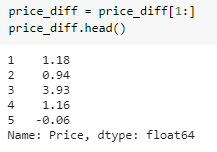 price_diff = price_diff[1:]
price_diff.head()
1    1.18
2    0.94
3    3.93
4    1.16
5   -0.06
Name: Price, dtype: float64